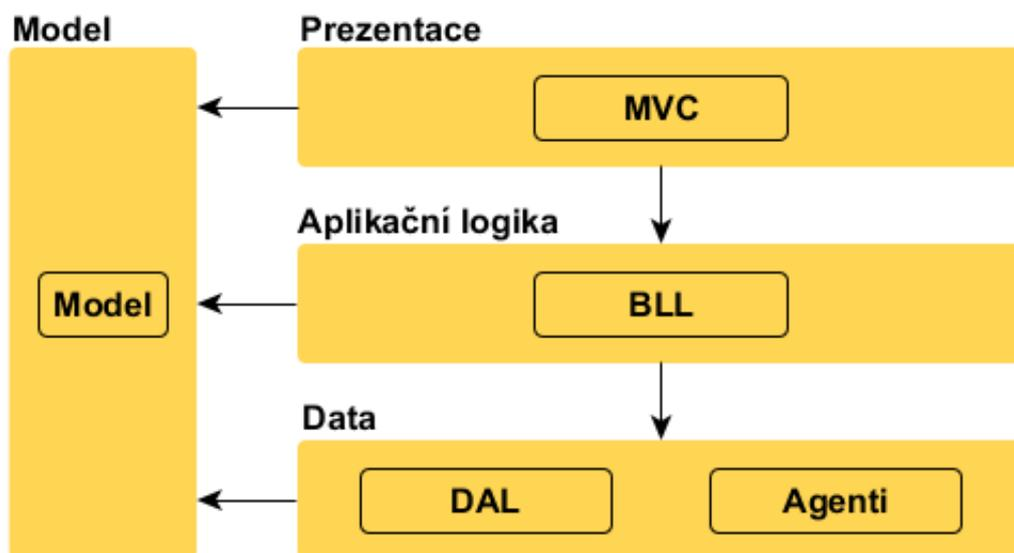 Model
Prezentace
MVC
Aplikační logika
Model
BLL
Data
DAL
Agenti